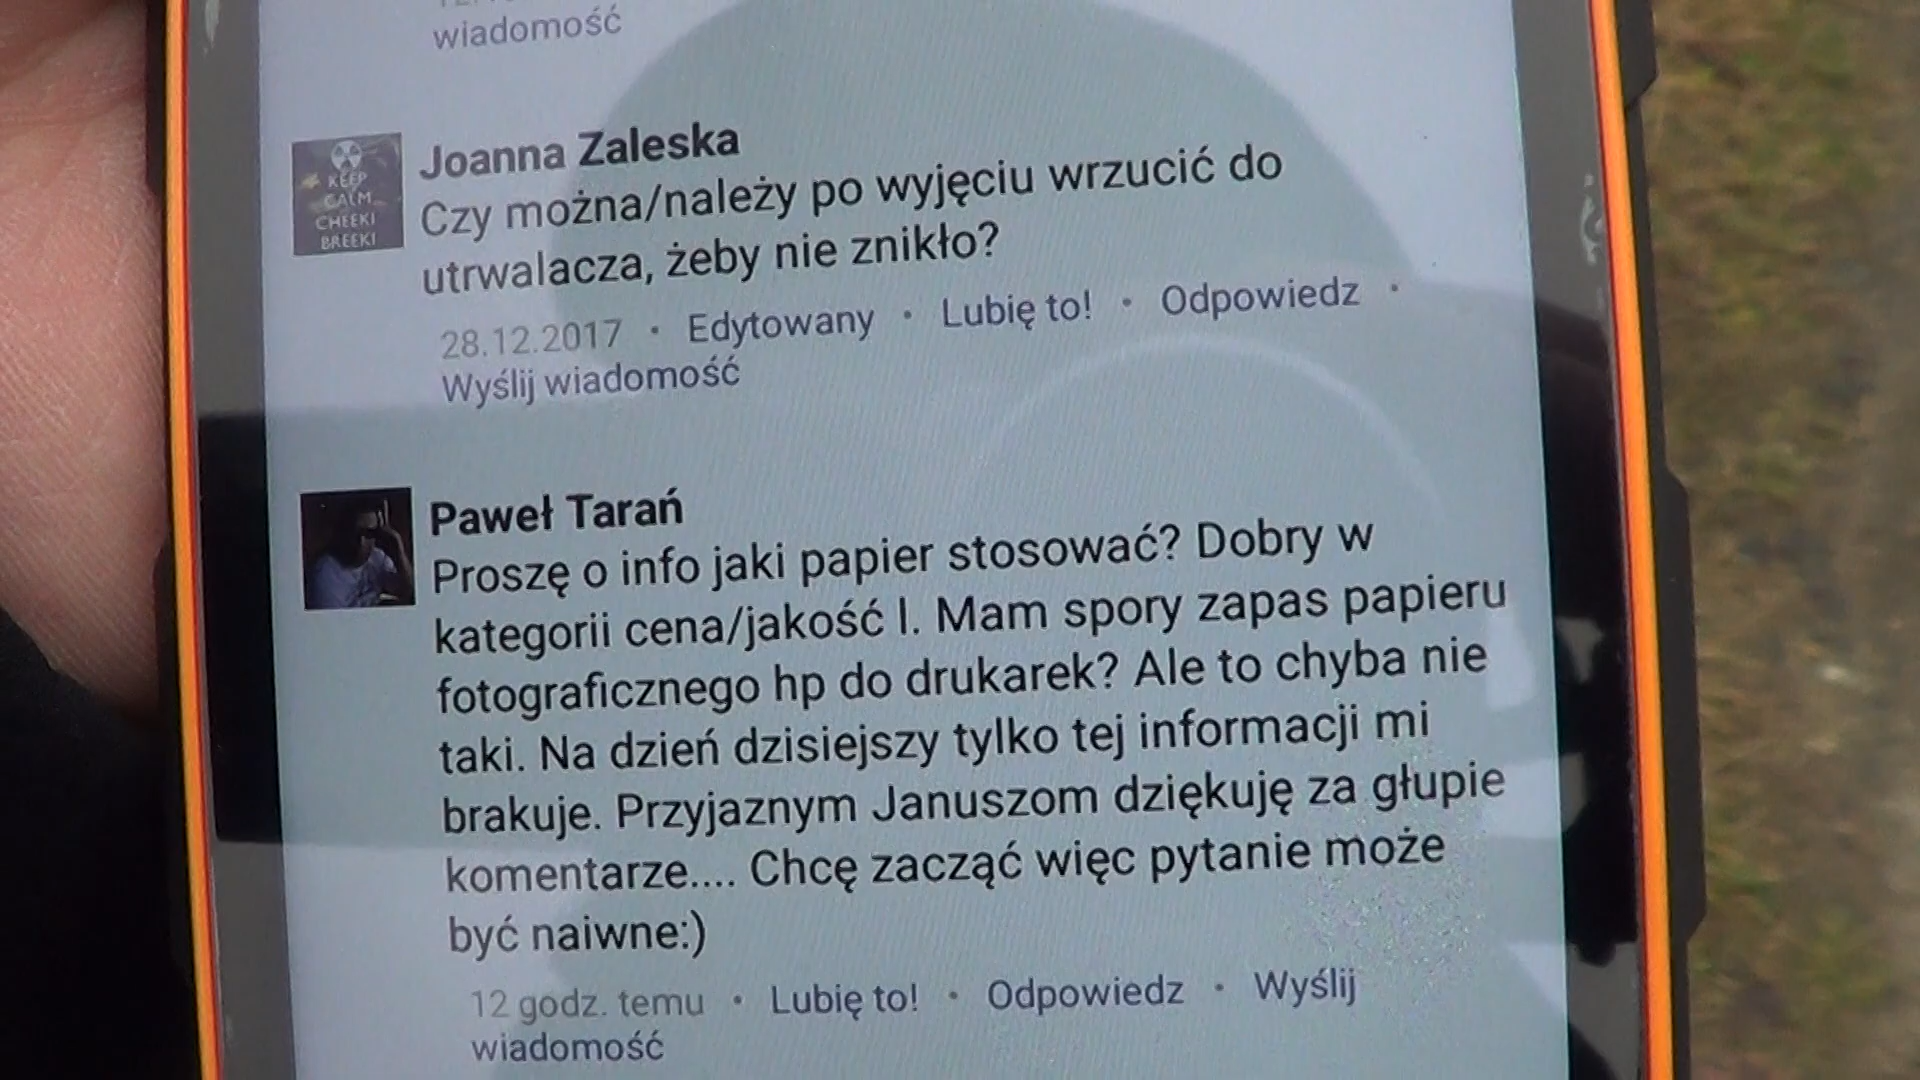 wiadomość
KEEP
CALM
CHEEKI
BREEKI
Joanna Zaleska
Czy można/należy po wyjęciu wrzucić do
utrwalacza, żeby nie znikło?
28.12.2017 · Edytowany · Lubię to! · Odpowiedz ·
Wyślij wiadomość
Paweł Tarań
Proszę o info jaki papier stosować? Dobry w
kategorii cena/jakość l. Mam spory zapas papieru
fotograficznego hp do drukarek? Ale to chyba nie
taki. Na dzień dzisiejszy tylko tej informacji mi
brakuje. Przyjaznym Januszom dziękuję za głupie
komentarze.... Chcę zacząć więc pytanie może
być naiwne:)
12 godz. temu · Lubię to! · Odpowiedz · Wyślij
wiadomość